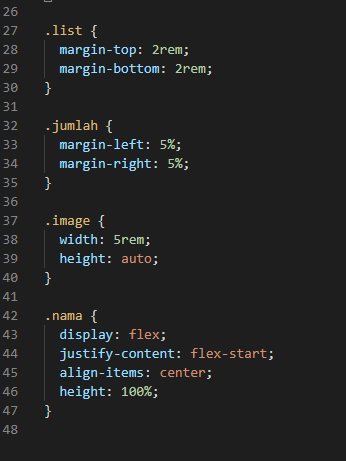 26
27 .list {
28   margin-top: 2rem;
29   margin-bottom: 2rem;
30 }
31
32 .jumlah {
33   margin-left: 5%;
34   margin-right: 5%;
35 }
36
37 .image {
38   width: 5rem;
39   height: auto;
40 }
41
42 .nama {
43   display: flex;
44   justify-content: flex-start;
45   align-items: center;
46   height: 100%;
47 }
48